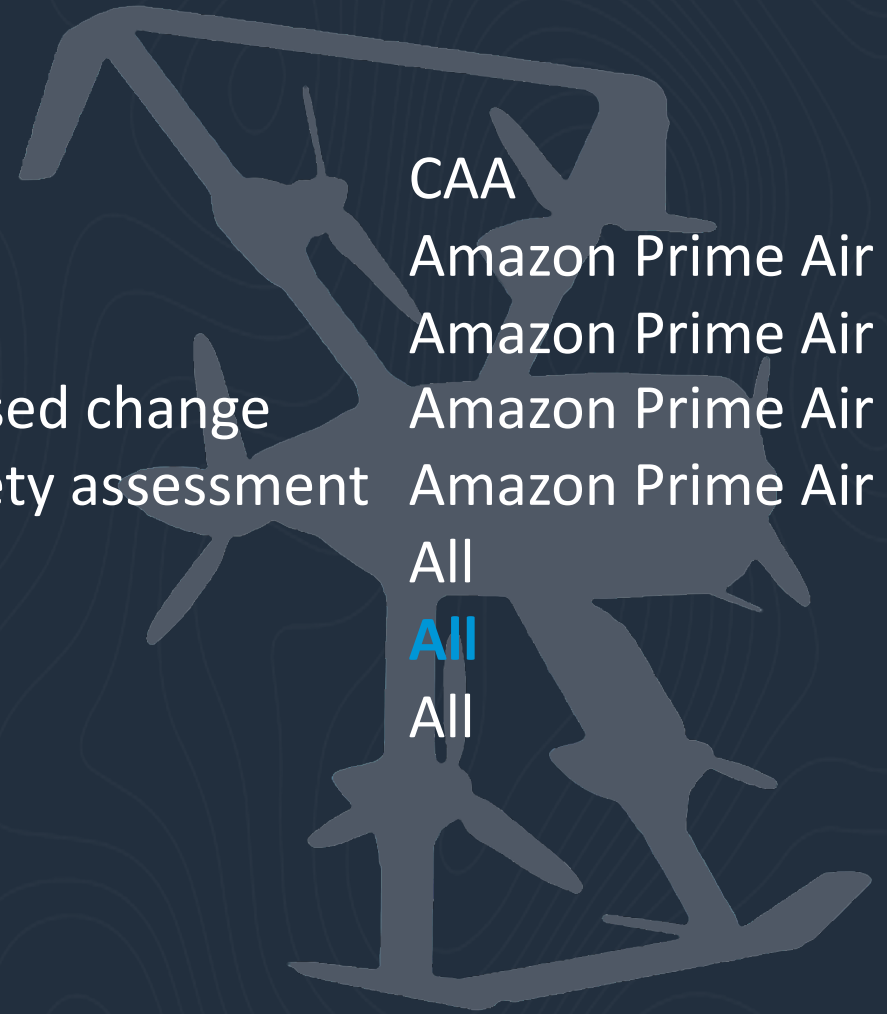 CAA
Amazon Prime Air
Amazon Prime Air
sed change Amazon Prime Air
ety assessment Amazon Prime Air
All
All
All